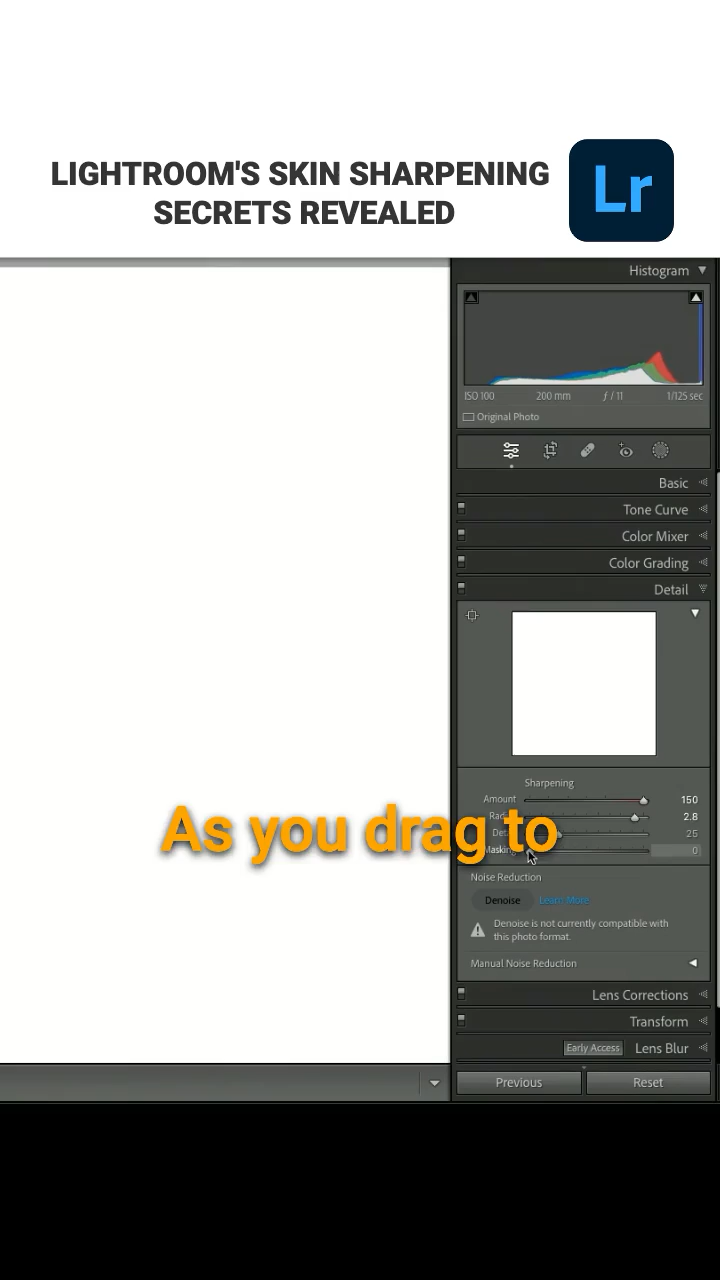 LIGHTROOM'S SKIN SHARPENING
SECRETS REVEALED
Lr
Histogram
ISO 100 200 mm ƒ / 11 1/125 sec
Original Photo
Basic
Tone Curve
Color Mixer
Color Grading
Detail
Sharpening
Amount 150
2.8
25
As you drag to
0
Noise Reduction
Denoise Learn More
Denoise is not currently compatible with
this photo format.
Manual Noise Reduction
Lens Corrections
Transform
Early Access Lens Blur
Previous Reset